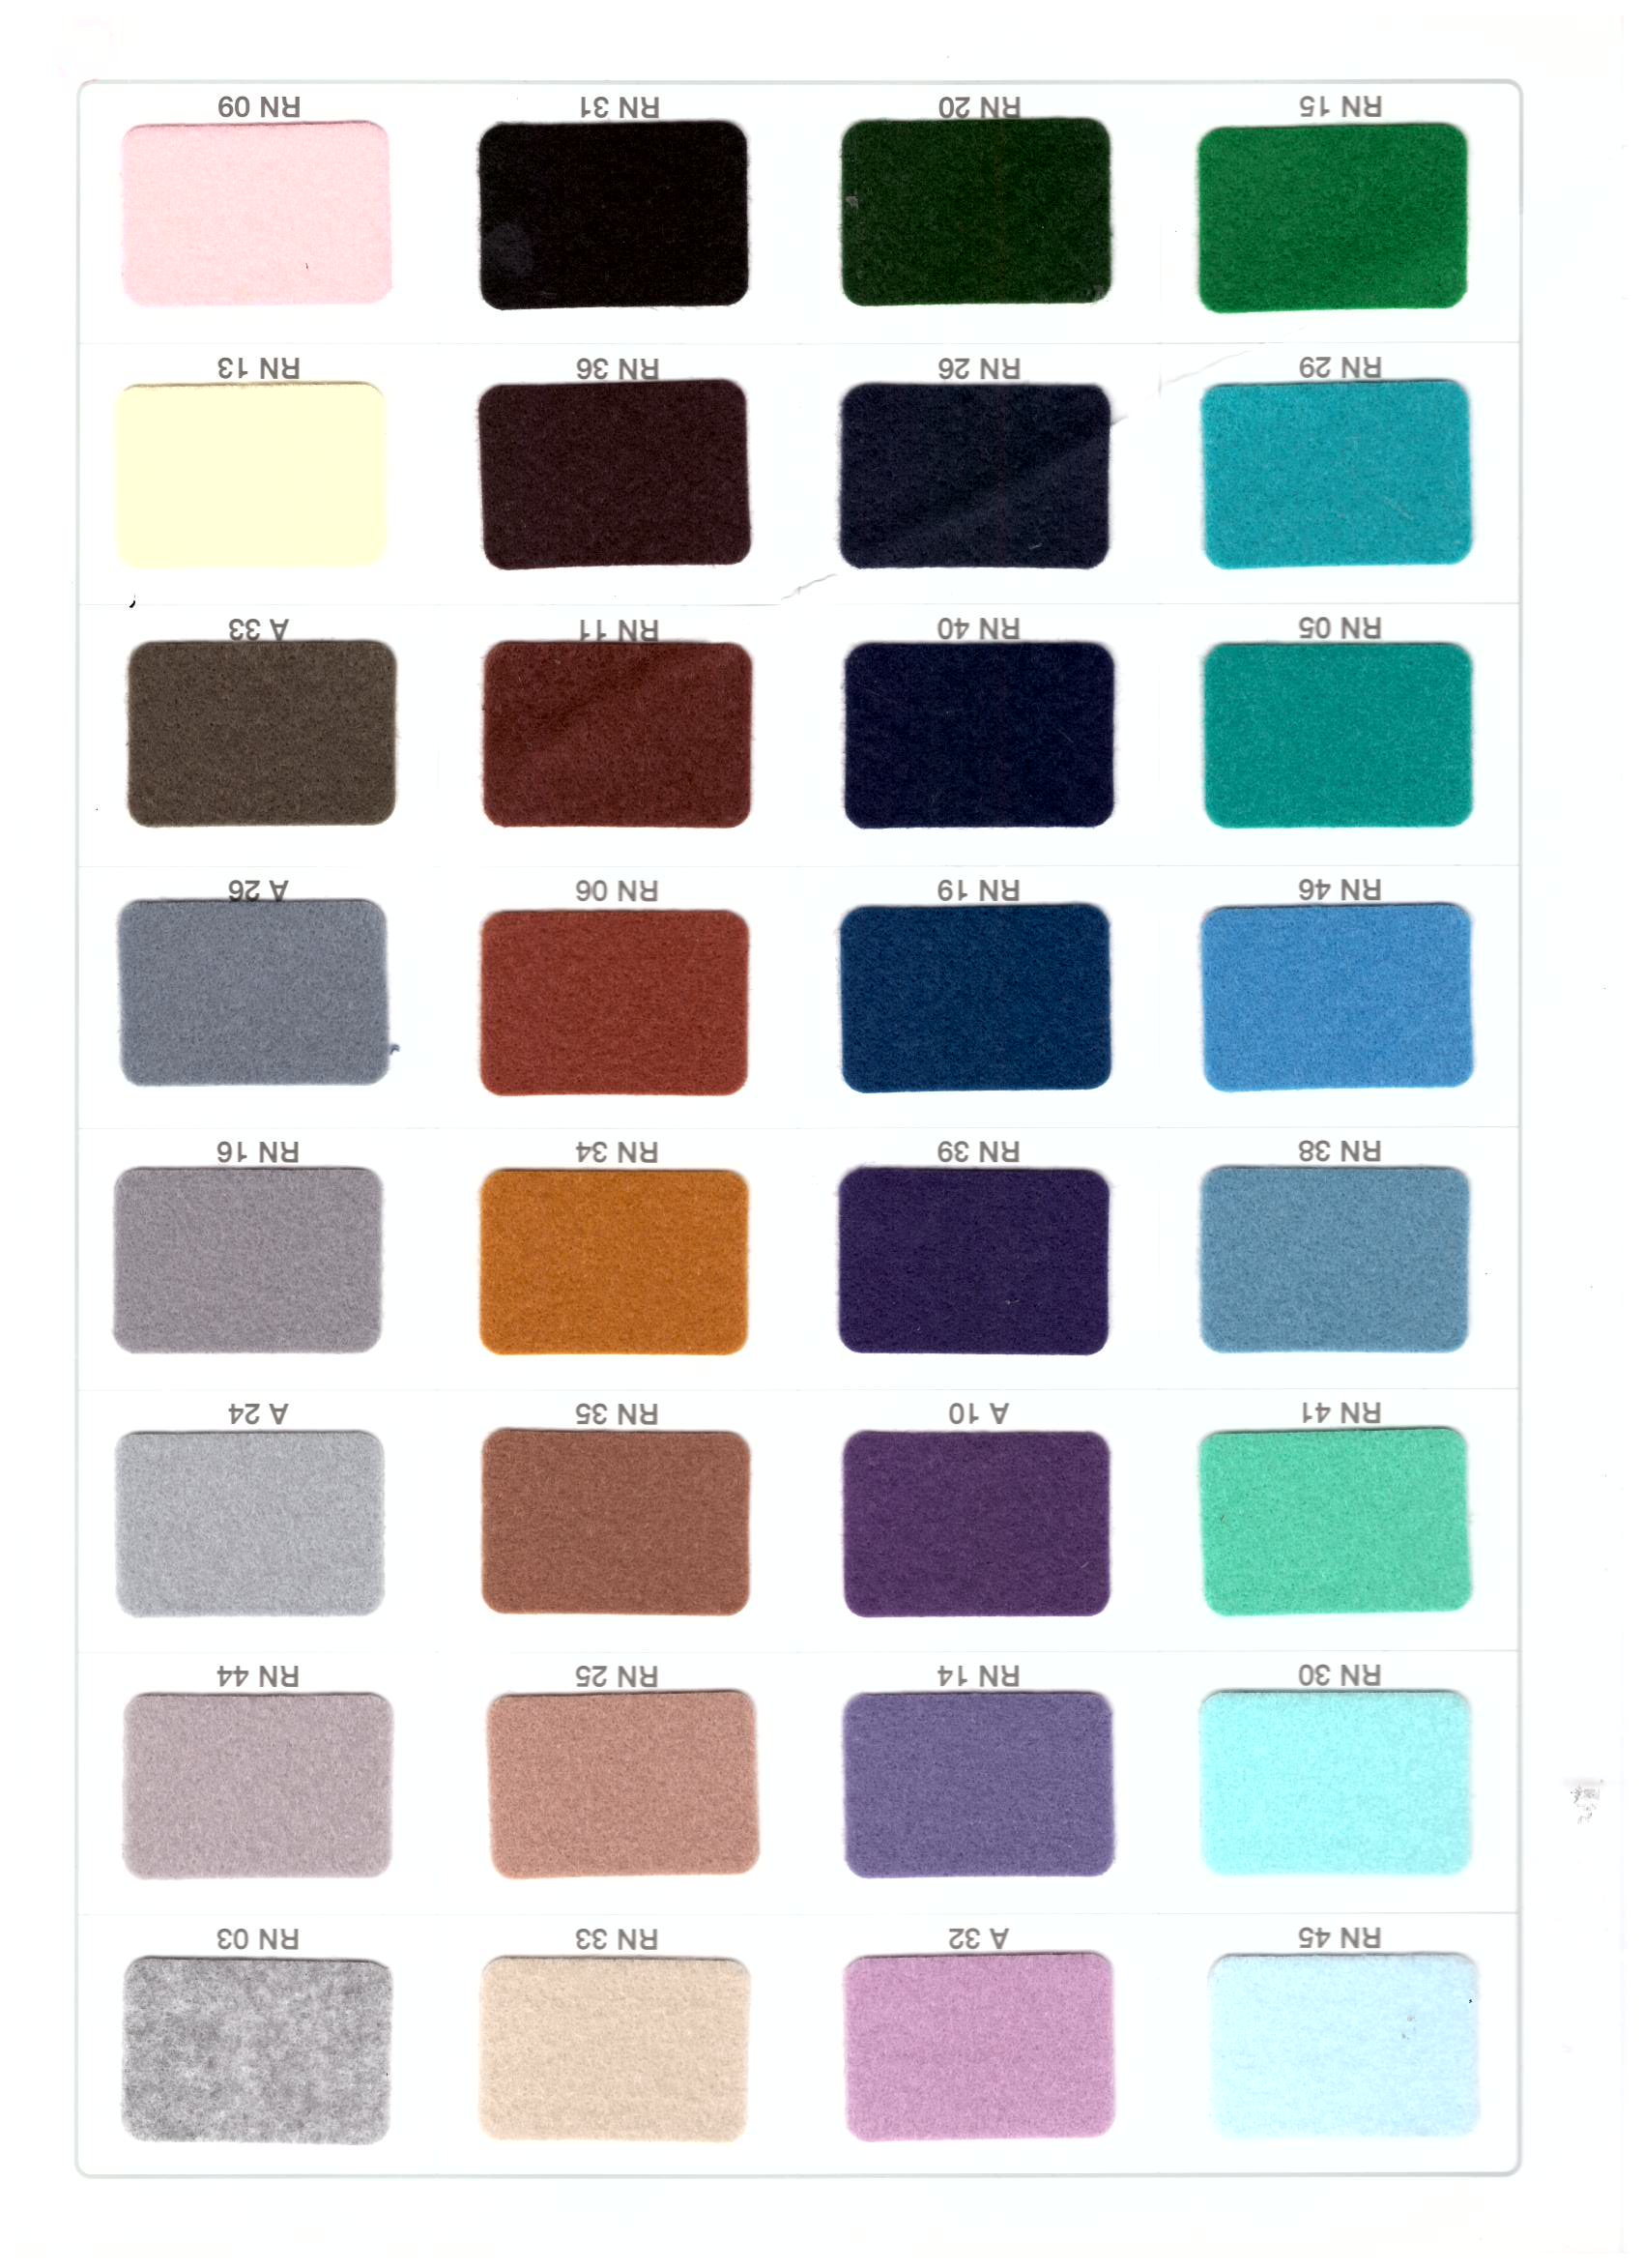 RN 45 A 32 RN 33 RN 03
RN 30 RN 14 RN 25 RN 44
RN 41 A 10 RN 35 A 24
RN 38 RN 39 RN 34 RN 16
RN 46 RN 19 RN 06 A 26
RN 05 RN 40 RN 11 A 33
RN 29 RN 26 RN 36 RN 13
RN 15 RN 20 RN 31 RN 09